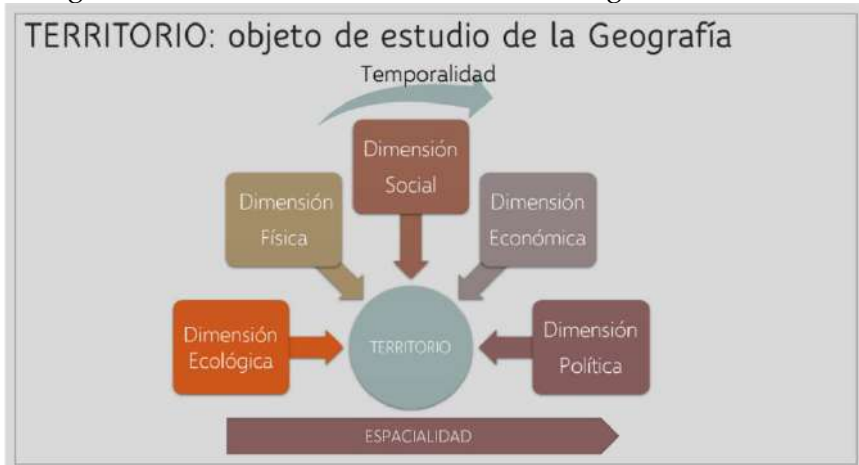 TERRITORIO: objeto de estudio de la Geografía
Temporalidad
Dimensión
Social
Dimensión
Física
Dimensión
Económica
Dimensión
Ecológica
TERRITORIO
Dimensión
Política
ESPACIALIDAD